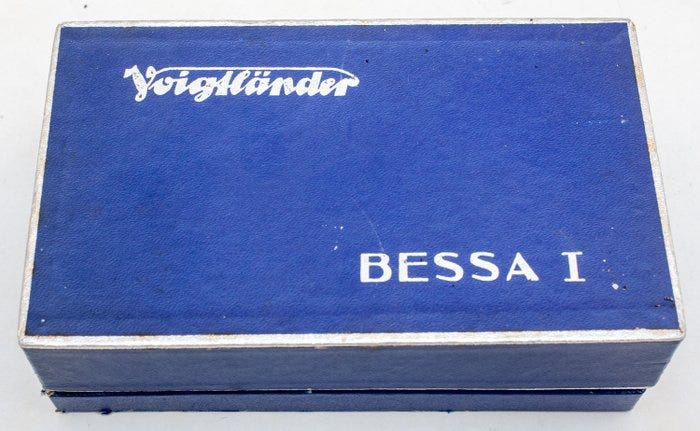 Voigtländer
BESSA I